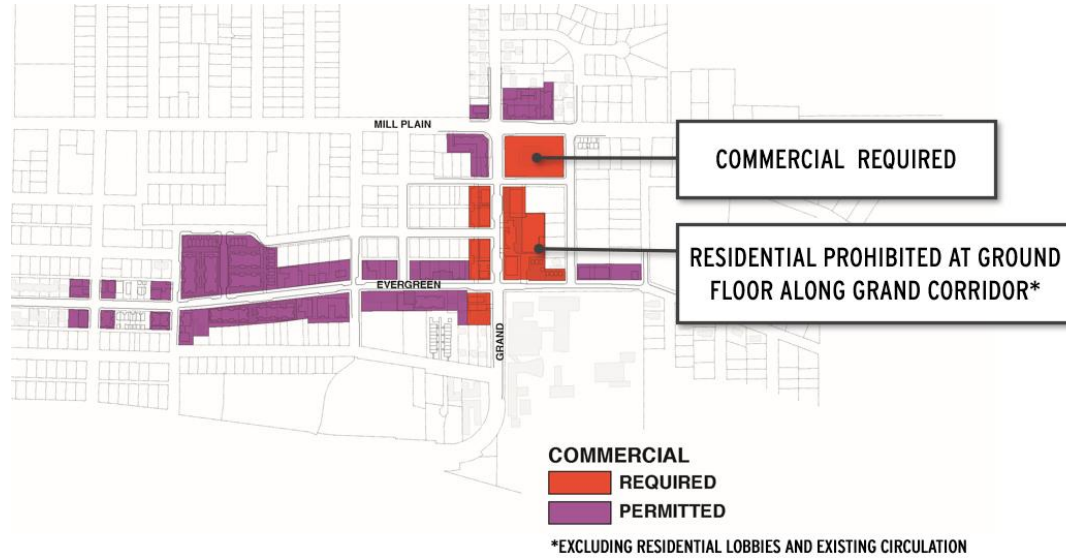 MILL PLAIN
COMMERCIAL REQUIRED
RESIDENTIAL PROHIBITED AT GROUND
FLOOR ALONG GRAND CORRIDOR*
EVERGREEN
GRAND
COMMERCIAL
REQUIRED
PERMITTED
*EXCLUDING RESIDENTIAL LOBBIES AND EXISTING CIRCULATION